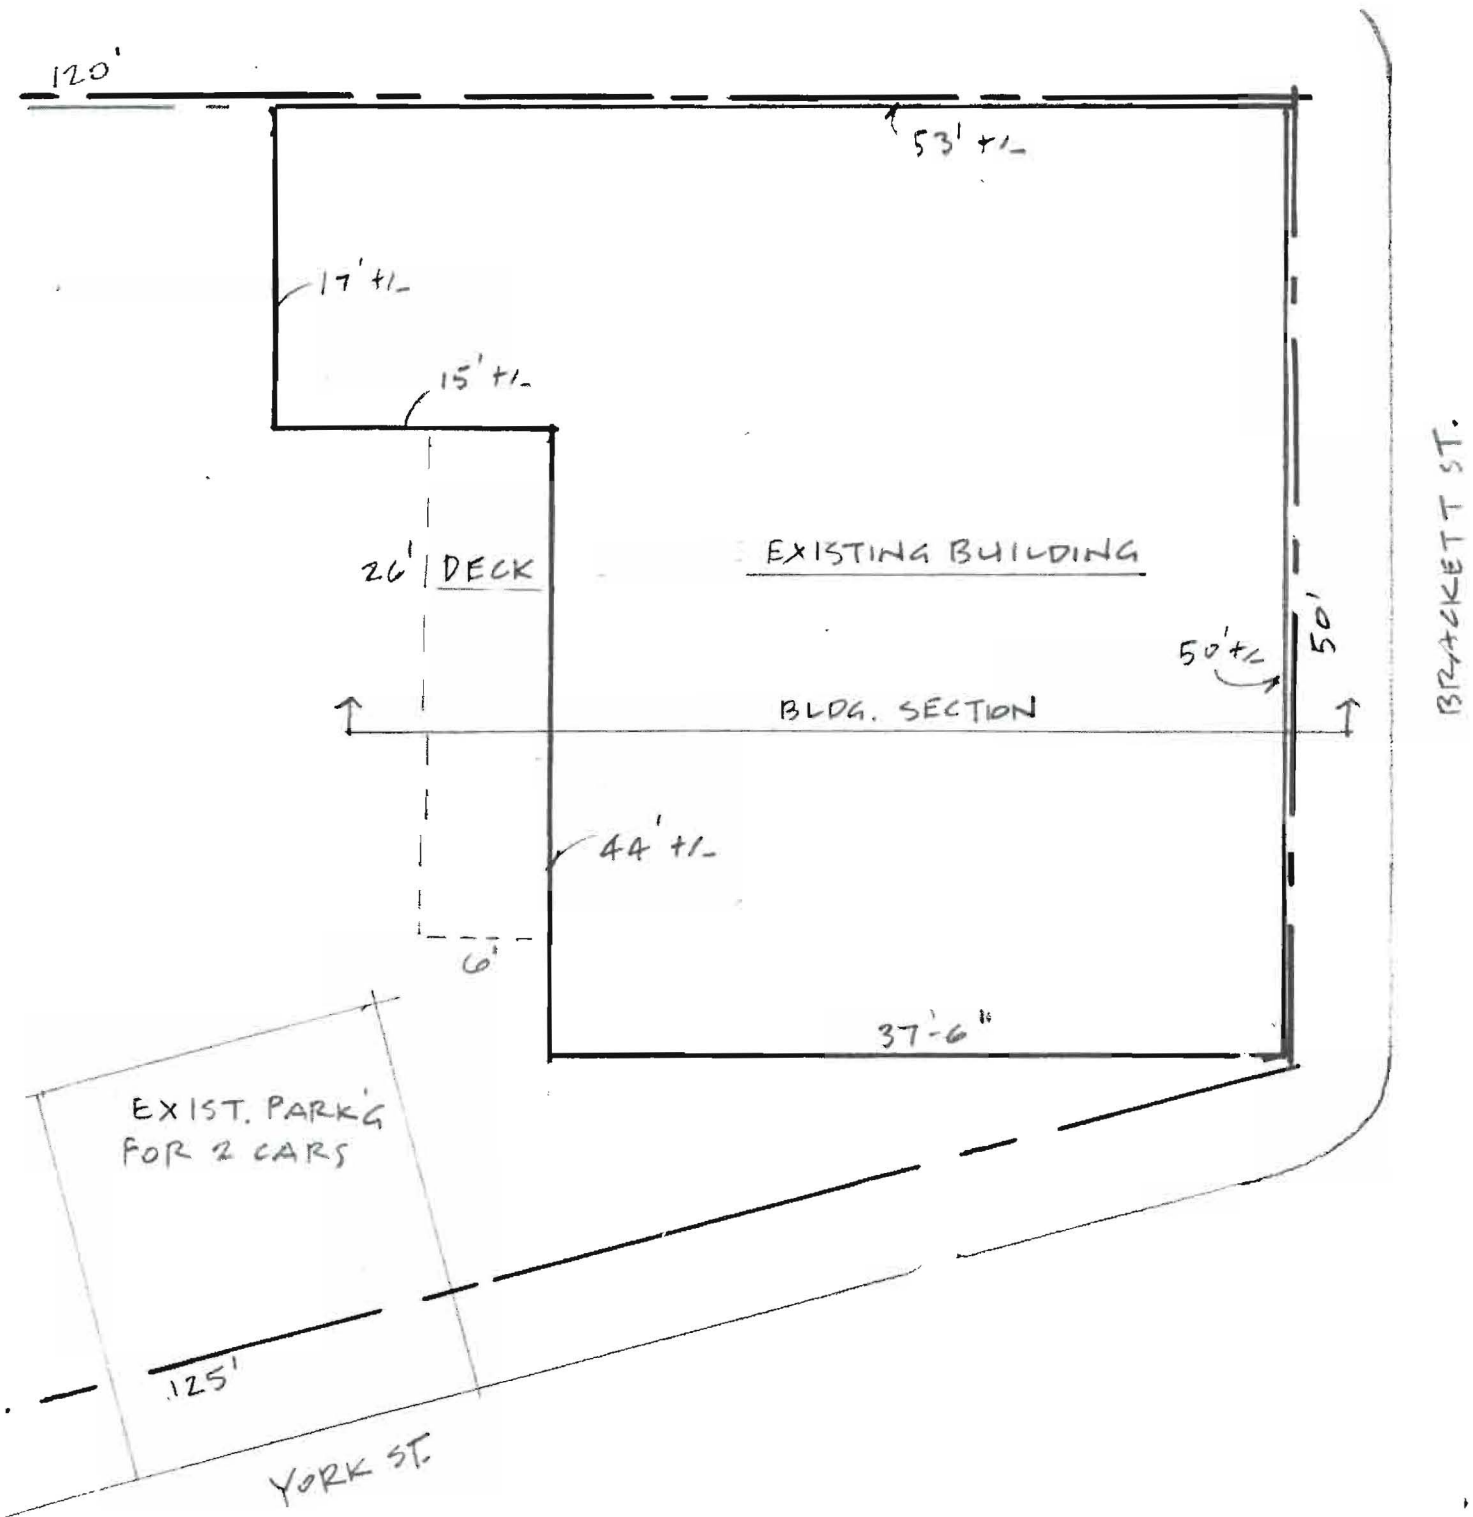 120'
53' +/-
17' +/-
15' +/-
26'
DECK
EXISTING BUILDING
50' +/-
50'
BRACKETT ST.
BLDG. SECTION
44' +/-
6'
37'-6"
EXIST. PARK'G
FOR 2 CARS
125'
YORK ST.